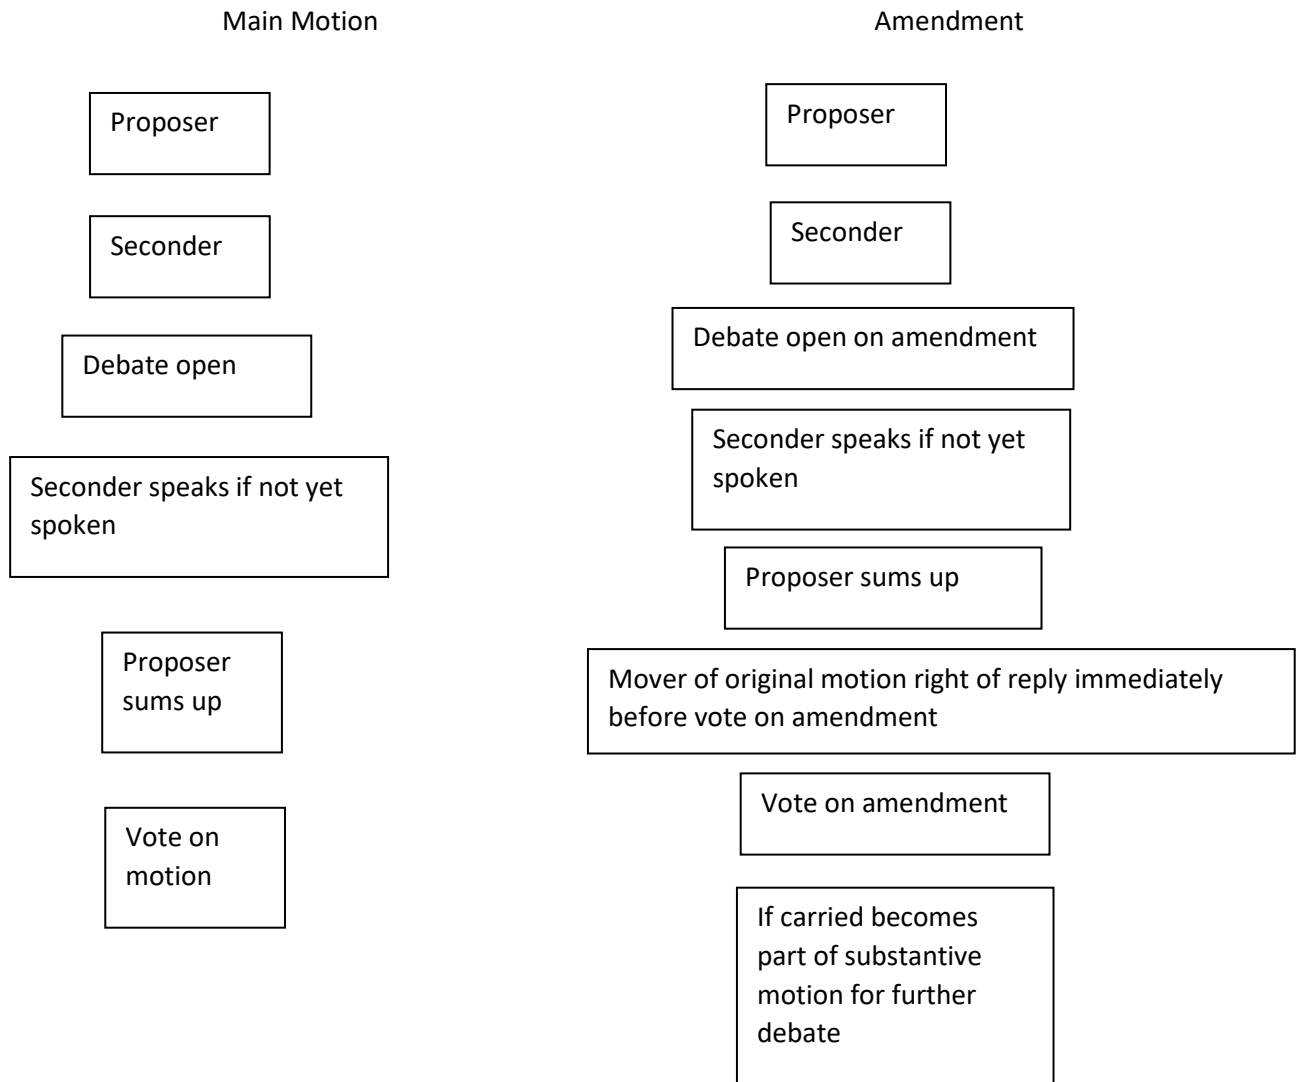 Main Motion
Proposer
Seconder
Debate open
Seconder speaks if not yet
spoken
Proposer
sums up
Vote on
motion
Amendment
Proposer
Seconder
Debate open on amendment
Seconder speaks if not yet
spoken
Proposer sums up
Mover of original motion right of reply immediately
before vote on amendment
Vote on amendment
If carried becomes
part of substantive
motion for further
debate